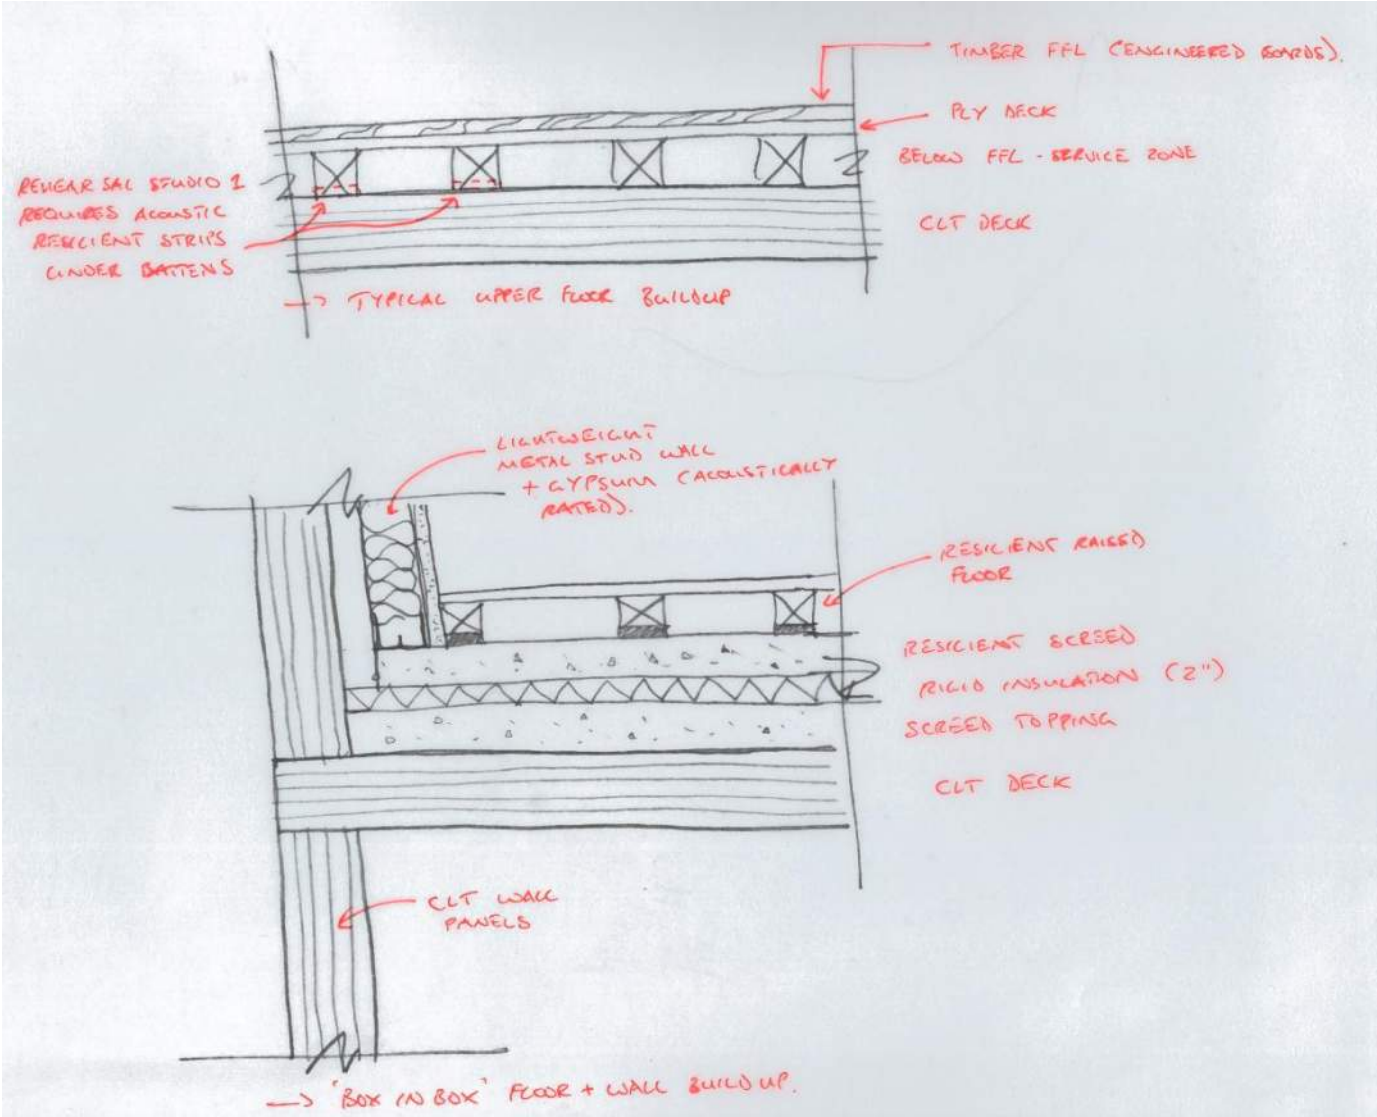 TIMBER FFL (ENGINEERED BOARDS).
PLY DECK
BELOW FFL - SERVICE ZONE
CLT DECK
REHEARSAL STUDIO 1
REQUIRES ACOUSTIC
RESILIENT STRIPS
UNDER BATTENS
TYPICAL UPPER FLOOR BUILDUP
LIGHTWEIGHT
METAL STUD WALL
+ GYPSUM (ACOUSTICALLY
RATED).
RESILIENT RAISED
FLOOR
RESILIENT SCREED
RIGID INSULATION (2")
SCREED TOPPING
CLT DECK
CLT WALL
PANELS
'BOX IN BOX' FLOOR + WALL BUILDUP.